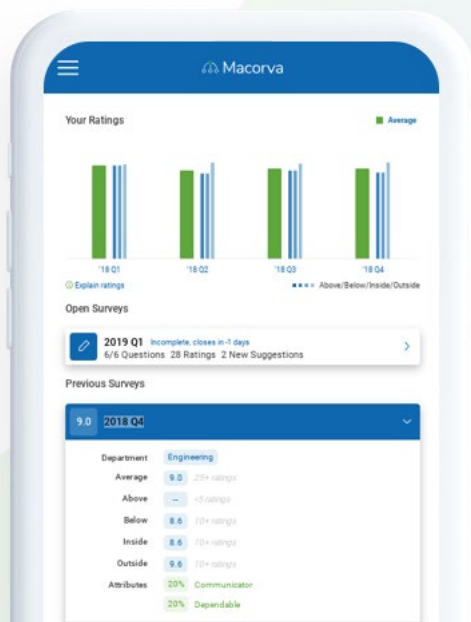 Macorva
Your Ratings
Average
'18 Q1 '18 Q2 '18 Q3 '18 Q4
Explain ratings
Above/Below/Inside/Outside
Open Surveys
2019 Q1 Incomplete, closes in -1 days
6/6 Questions 28 Ratings 2 New Suggestions
Previous Surveys
9.0 2018 Q4
Department Engineering
Average 9.0 25+ ratings
Above -- <5 ratings
Below 8.6 10+ ratings
Inside 8.6 10+ ratings
Outside 9.6 10+ ratings
Attributes 20% Communicator
20% Dependable